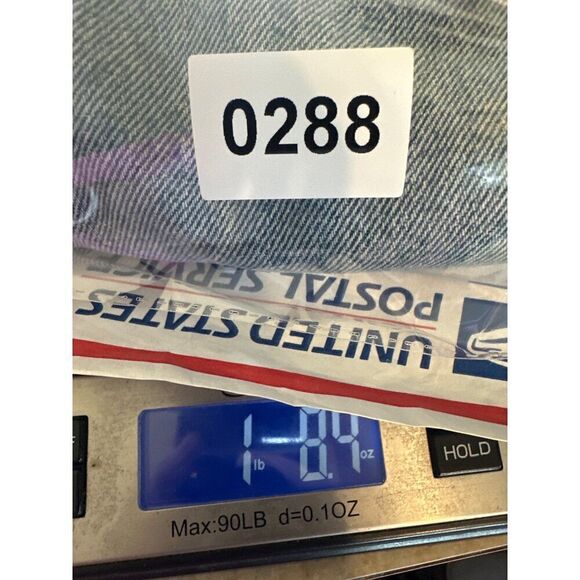 0288
UNITED STATES
POSTAL SERVICE
1 lb 8.4 oz
HOLD
Max:90LB d=0.1OZ